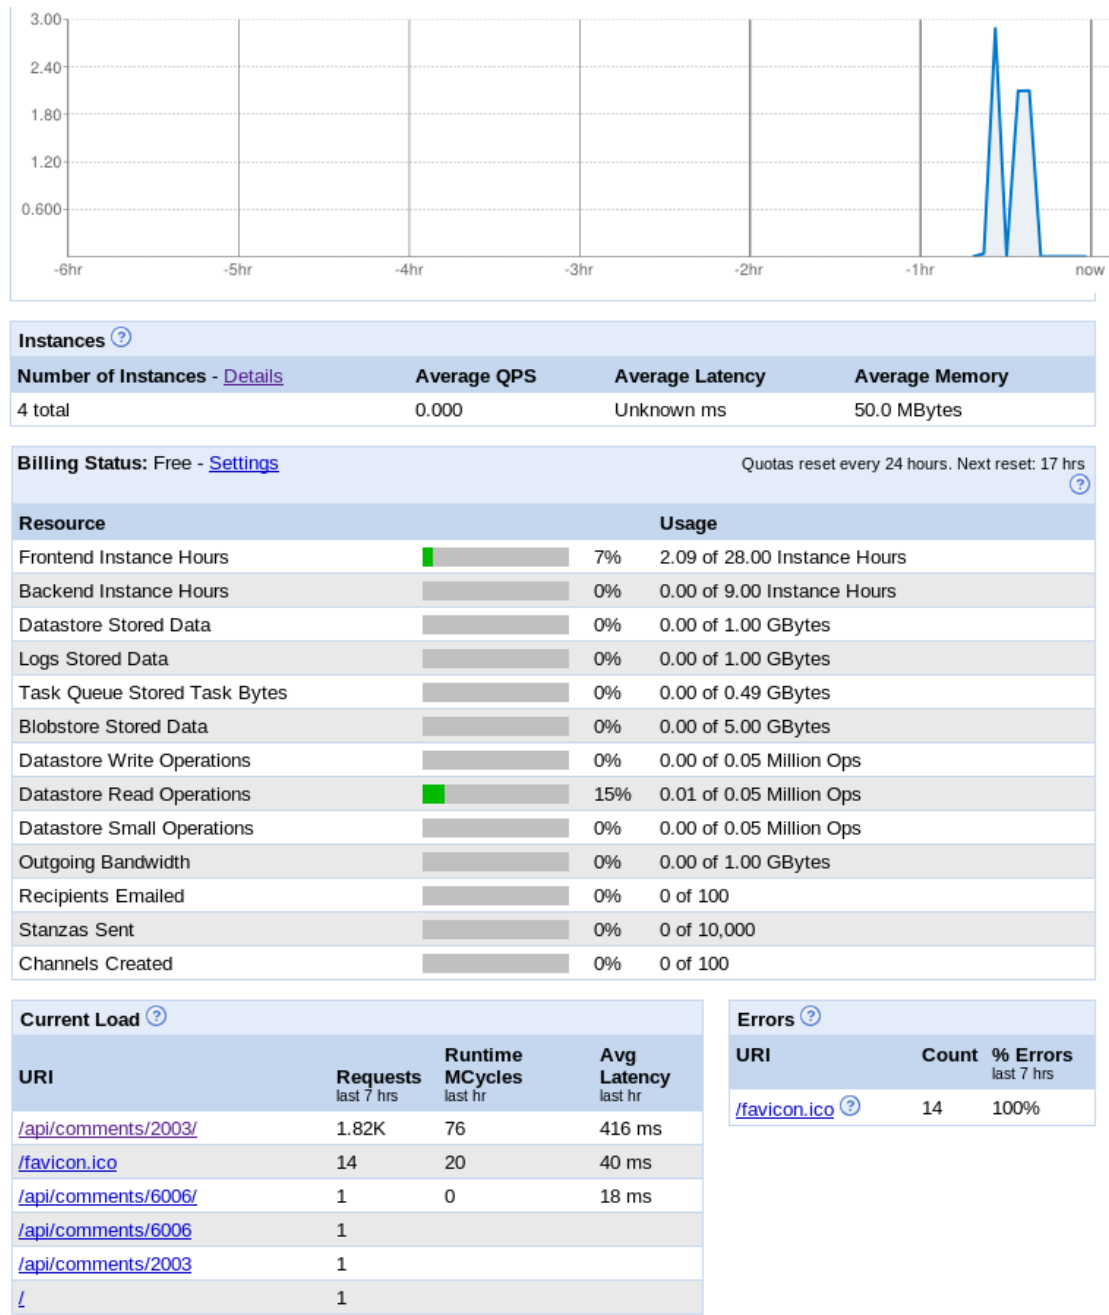 3.00
2.40
1.80
1.20
0.600
-6hr -5hr -4hr -3hr -2hr -1hr now
Instances ?
Number of Instances - Details Average QPS Average Latency Average Memory
4 total 0.000 Unknown ms 50.0 MBytes
Billing Status: Free - Settings Quotas reset every 24 hours. Next reset: 17 hrs
?
Resource Usage
Frontend Instance Hours 7% 2.09 of 28.00 Instance Hours
Backend Instance Hours 0% 0.00 of 9.00 Instance Hours
Datastore Stored Data 0% 0.00 of 1.00 GBytes
Logs Stored Data 0% 0.00 of 1.00 GBytes
Task Queue Stored Task Bytes 0% 0.00 of 0.49 GBytes
Blobstore Stored Data 0% 0.00 of 5.00 GBytes
Datastore Write Operations 0% 0.00 of 0.05 Million Ops
Datastore Read Operations 15% 0.01 of 0.05 Million Ops
Datastore Small Operations 0% 0.00 of 0.05 Million Ops
Outgoing Bandwidth 0% 0.00 of 1.00 GBytes
Recipients Emailed 0% 0 of 100
Stanzas Sent 0% 0 of 10,000
Channels Created 0% 0 of 100
Current Load ?
URI Requests last 7 hrs Runtime MCycles last hr Avg Latency last hr
/api/comments/2003/ 1.82K 76 416 ms
/favicon.ico 14 20 40 ms
/api/comments/6006/ 1 0 18 ms
/api/comments/6006 1
/api/comments/2003 1
/ 1
Errors ?
URI Count % Errors last 7 hrs
/favicon.ico ? 14 100%